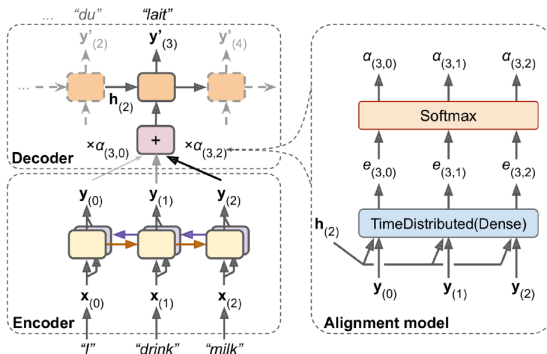 ... "du" "lait"
y'(2) y'(3) y'(4)
... h(2) ...
×α(3,0) + ×α(3,2)
Decoder
y(0) y(1) y(2)
x(0) x(1) x(2)
Encoder
"I" "drink" "milk"
α(3,0) α(3,1) α(3,2)
Softmax
e(3,0) e(3,1) e(3,2)
h(2)
TimeDistributed(Dense)
y(0) y(1) y(2)
Alignment model